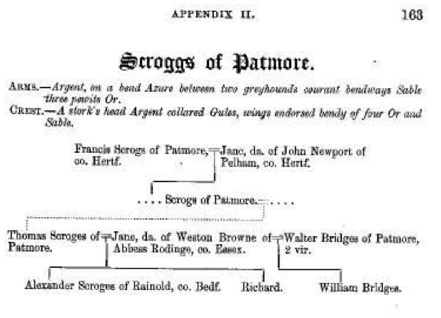 APPENDIX II. 163
Scroggs of Patmore.
ARMS.—Argent, on a bend Azure between two greyhounds courant bendways Sable
three pewits Or.
CREST.—A stork's head Argent collared Gules, wings endorsed bendy of four Or and
Sable.
Francis Scrogs of Patmore, Jane, da. of John Newport of
co. Hertf. Pelham, co. Hertf.
.... Scrogs of Patmore.......
Thomas Scroges of Jane, da. of Weston Browne of Walter Bridges of Patmore,
Patmore. Abbess Rodinge, co. Essex. 2 vir.
Alexander Scroges of Rainold, co. Bedf. Richard. William Bridges.